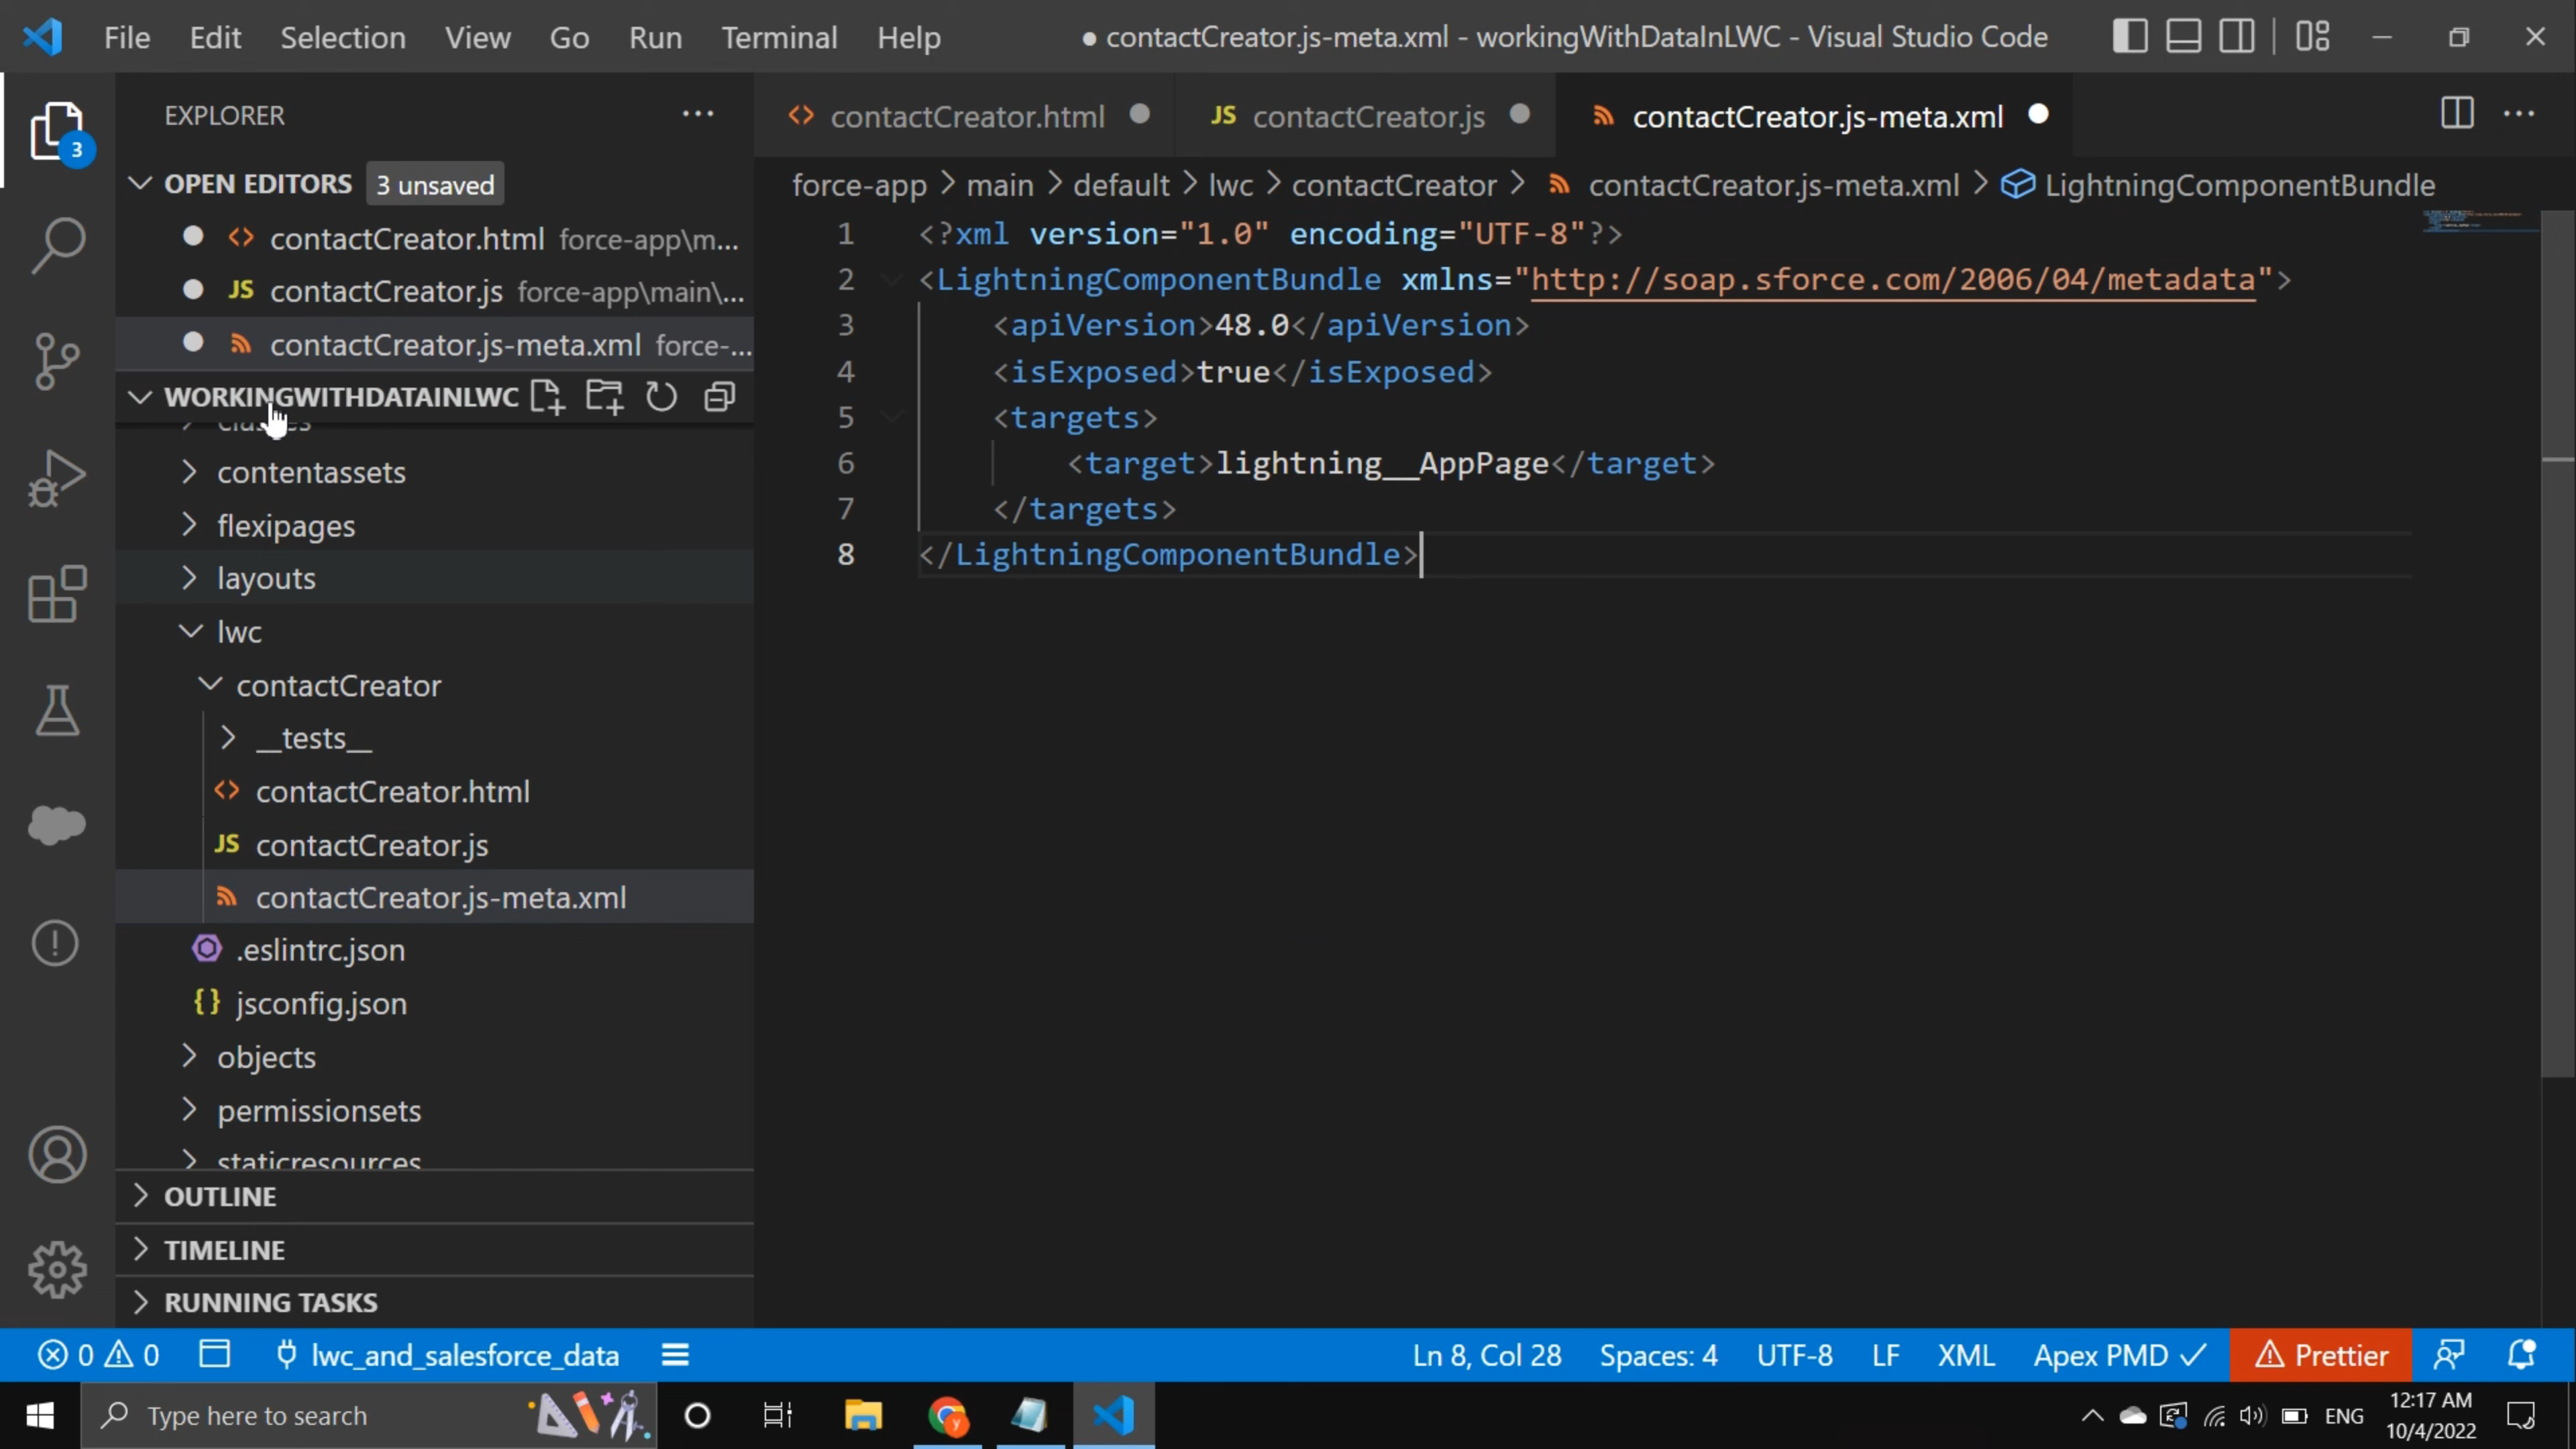 File Edit Selection View Go Run Terminal Help ● contactCreator.js-meta.xml - workingWithDataInLWC - Visual Studio Code
EXPLORER
OPEN EDITORS 3 unsaved
contactCreator.html force-app\m...
JS contactCreator.js force-app\main\...
contactCreator.js-meta.xml force-...
WORKINGWITHDATAINLWC
classes
contentassets
flexipages
layouts
lwc
contactCreator
__tests__
contactCreator.html
JS contactCreator.js
contactCreator.js-meta.xml
.eslintrc.json
{} jsconfig.json
objects
permissionsets
staticresources
OUTLINE
TIMELINE
RUNNING TASKS
3
contactCreator.html JS contactCreator.js contactCreator.js-meta.xml
force-app > main > default > lwc > contactCreator > contactCreator.js-meta.xml > LightningComponentBundle
1 <?xml version="1.0" encoding="UTF-8"?>
2 <LightningComponentBundle xmlns="http://soap.sforce.com/2006/04/metadata">
3 <apiVersion>48.0</apiVersion>
4 <isExposed>true</isExposed>
5 <targets>
6 <target>lightning__AppPage</target>
7 </targets>
8 </LightningComponentBundle>
0 0 lwc_and_salesforce_data Ln 8, Col 28 Spaces: 4 UTF-8 LF XML Apex PMD ✓ Prettier
Type here to search y ENG 12:17 AM
10/4/2022